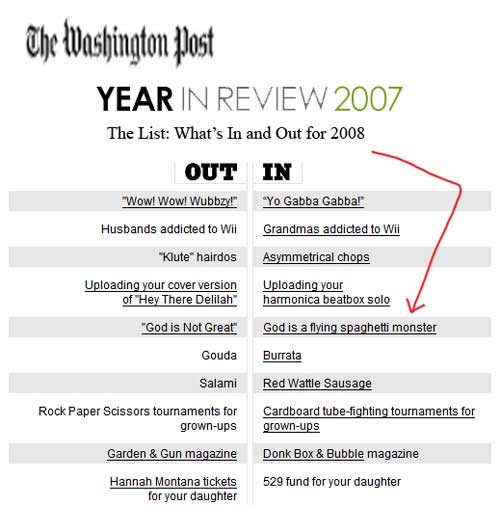 The Washington Post
YEAR IN REVIEW 2007
The List: What's In and Out for 2008
OUT IN
"Wow! Wow! Wubbzy!" "Yo Gabba Gabba!"
Husbands addicted to Wii Grandmas addicted to Wii
"Klute" hairdos Asymmetrical chops
Uploading your cover version Uploading your
of "Hey There Delilah" harmonica beatbox solo
"God is Not Great" God is a flying spaghetti monster
Gouda Burrata
Salami Red Wattle Sausage
Rock Paper Scissors tournaments for Cardboard tube-fighting tournaments for
grown-ups grown-ups
Garden & Gun magazine Donk Box & Bubble magazine
Hannah Montana tickets 529 fund for your daughter
for your daughter